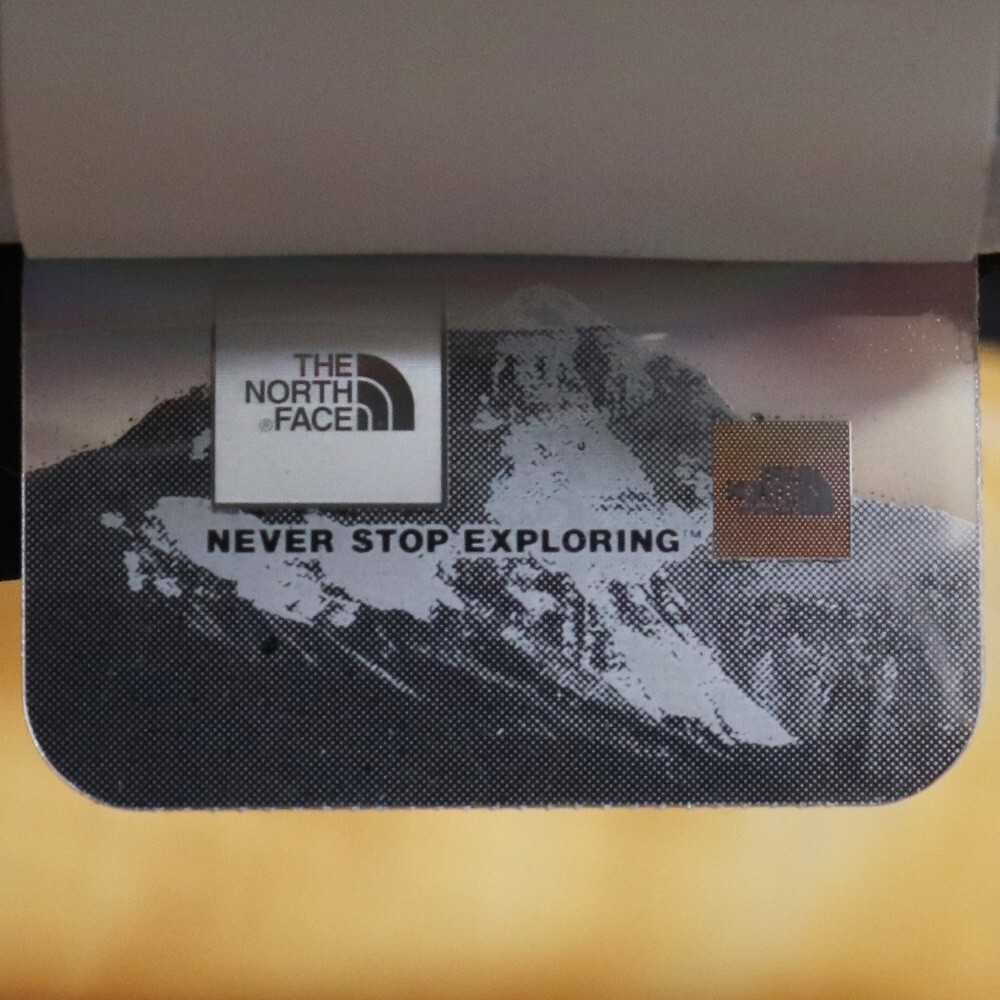 THE
NORTH
®FACE
NEVER STOP EXPLORING™